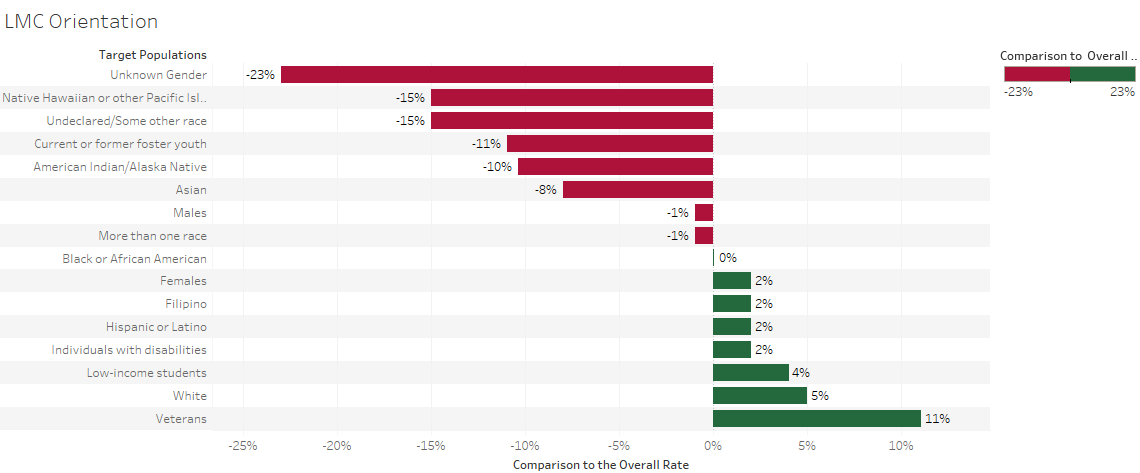 LMC Orientation
Target Populations
Comparison to Overall ..
-23% 23%
Unknown Gender -23%
Native Hawaiian or other Pacific Isl.. -15%
Undeclared/Some other race -15%
Current or former foster youth -11%
American Indian/Alaska Native -10%
Asian -8%
Males -1%
More than one race -1%
Black or African American 0%
Females 2%
Filipino 2%
Hispanic or Latino 2%
Individuals with disabilities 2%
Low-income students 4%
White 5%
Veterans 11%
-25% -20% -15% -10% -5% 0% 5% 10%
Comparison to the Overall Rate